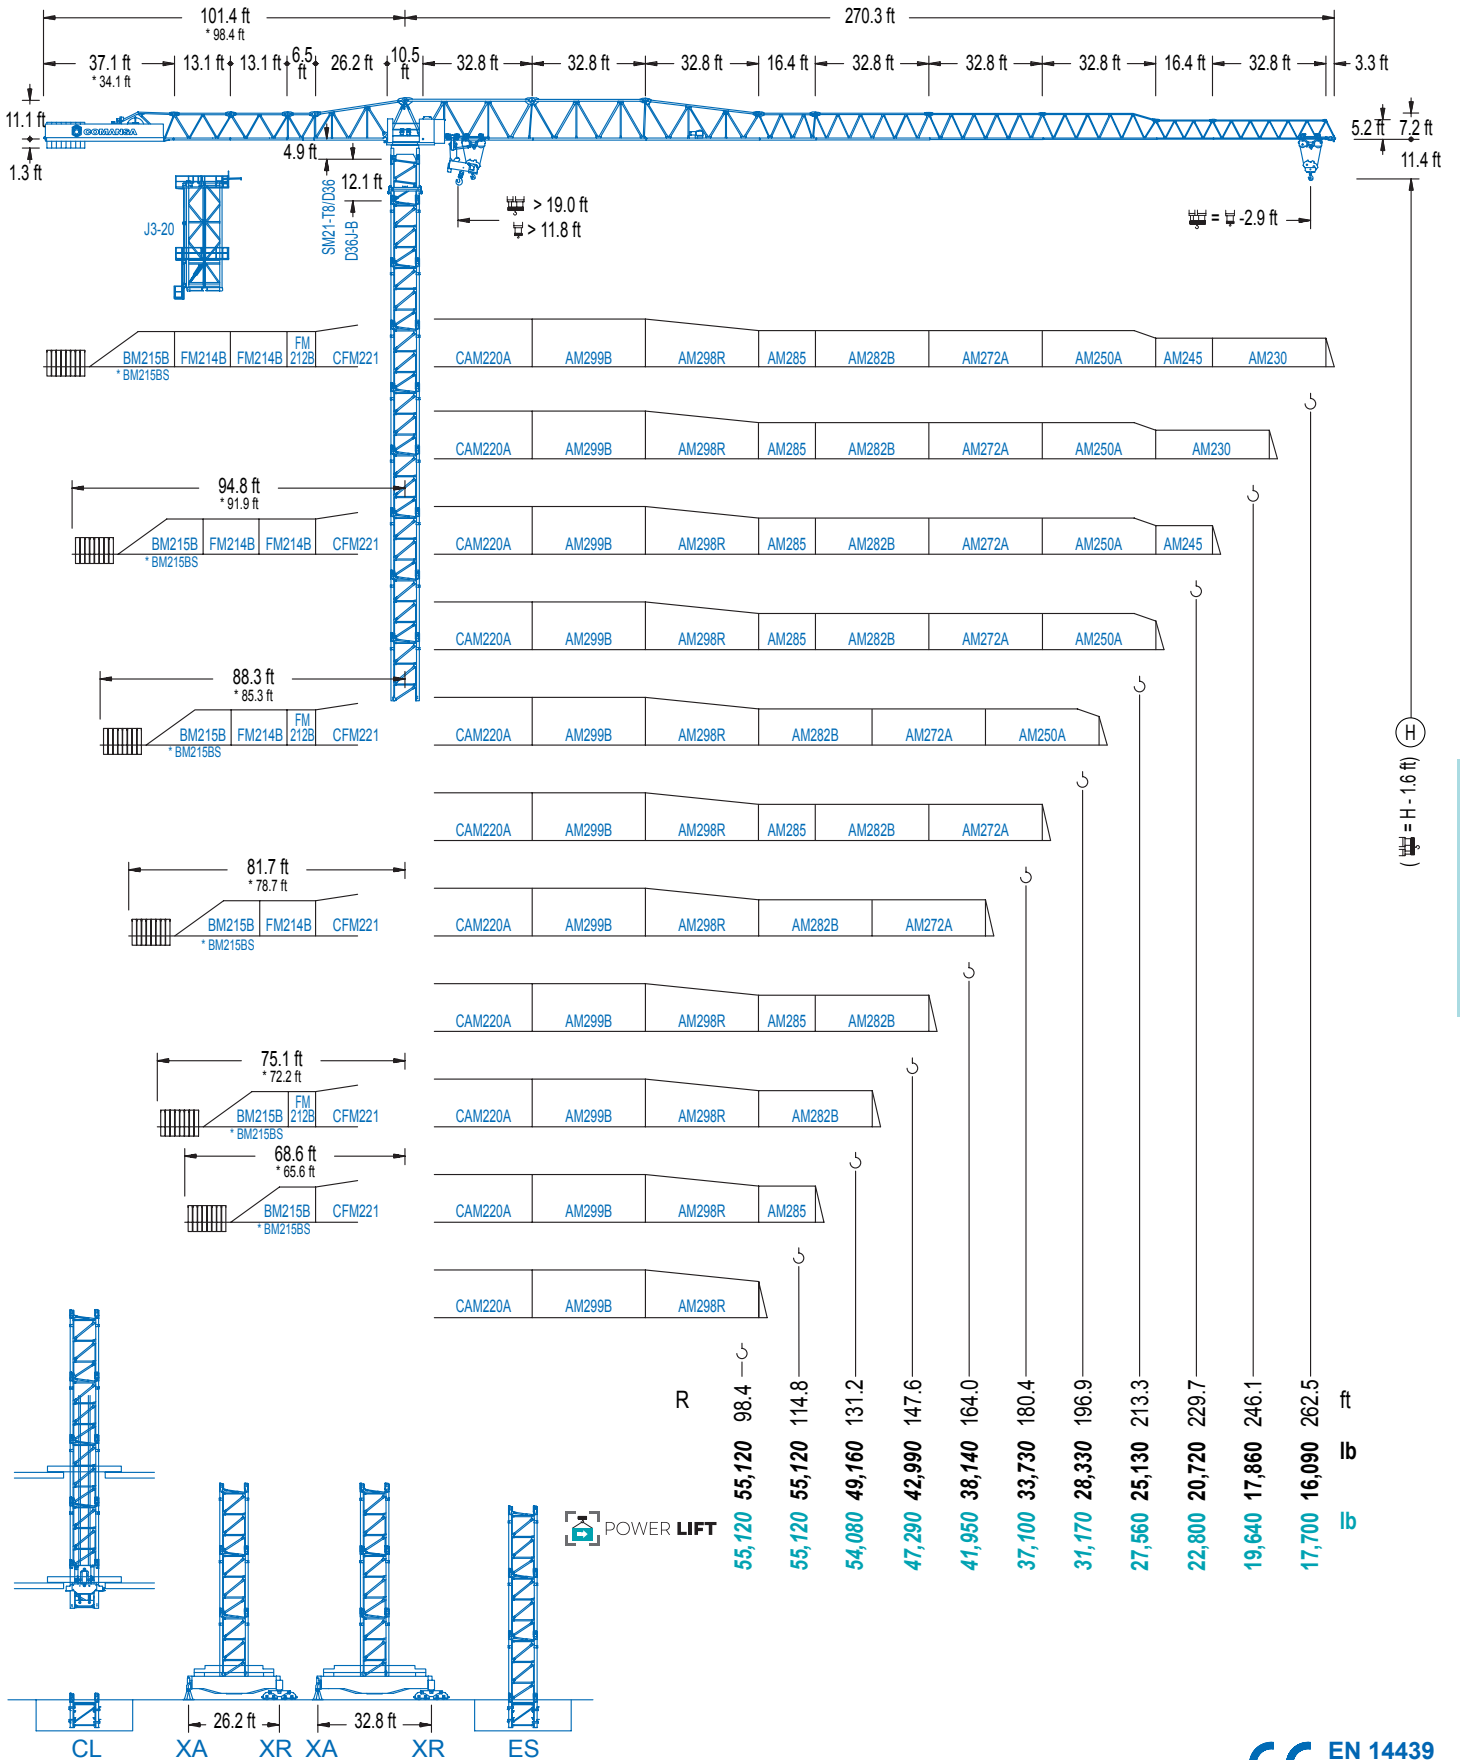 101.4 ft 270.3 ft
* 98.4 ft
37.1 ft 13.1 ft 13.1 ft 6.5 ft 26.2 ft 10.5 ft 32.8 ft 32.8 ft 32.8 ft 16.4 ft 32.8 ft 32.8 ft 32.8 ft 16.4 ft 32.8 ft 3.3 ft
* 34.1 ft
11.1 ft COMANSA 5.2 ft 7.2 ft
1.3 ft 4.9 ft 11.4 ft
12.1 ft
SM21-T8/D36
D36J-B
J3-20
> 19.0 ft
> 11.8 ft
= -2.9 ft
BM215B FM214B FM214B FM 212B CFM221 CAM220A AM299B AM298R AM285 AM282B AM272A AM250A AM245 AM230
* BM215BS
CAM220A AM299B AM298R AM285 AM282B AM272A AM250A AM230
94.8 ft
* 91.9 ft
BM215B FM214B FM214B CFM221 CAM220A AM299B AM298R AM285 AM282B AM272A AM250A AM245
* BM215BS
CAM220A AM299B AM298R AM285 AM282B AM272A AM250A
88.3 ft
* 85.3 ft
BM215B FM214B FM 212B CFM221 CAM220A AM299B AM298R AM282B AM272A AM250A
* BM215BS
H
( = H - 1.6 ft)
CAM220A AM299B AM298R AM285 AM282B AM272A
81.7 ft
* 78.7 ft
BM215B FM214B CFM221 CAM220A AM299B AM298R AM282B AM272A
* BM215BS
CAM220A AM299B AM298R AM285 AM282B
75.1 ft
* 72.2 ft
BM215B FM 212B CFM221 CAM220A AM299B AM298R AM282B
* BM215BS
68.6 ft
* 65.6 ft
BM215B CFM221 CAM220A AM299B AM298R AM285
* BM215BS
CAM220A AM299B AM298R
R 98.4 114.8 131.2 147.6 164.0 180.4 196.9 213.3 229.7 246.1 262.5 ft
55,120 55,120 49,160 42,990 38,140 33,730 28,330 25,130 20,720 17,860 16,090 lb
POWER LIFT 55,120 55,120 54,080 47,290 41,950 37,100 31,170 27,560 22,800 19,640 17,700 lb
26.2 ft 32.8 ft
CL XA XR XA XR ES
CE EN 14439